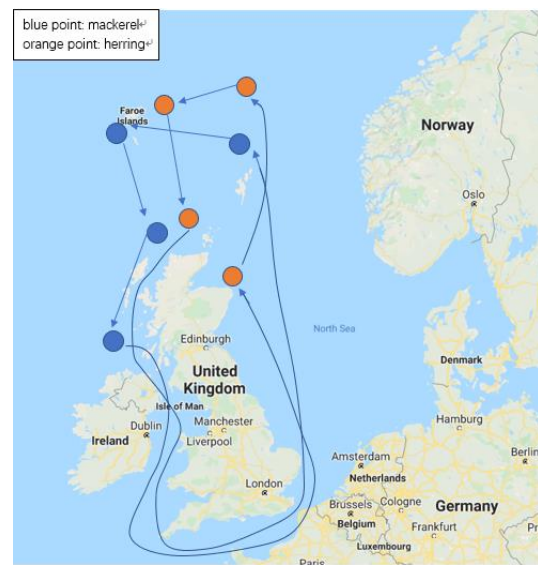 blue point: mackerel↵
orange point: herring↵
Faroe
Islands
Norway
Oslo
North Sea
Edinburgh
United
Kingdom
Denmark
Isle of Man
Hamburg
Dublin
Manchester
Ireland
Liverpool
Berlin
Amsterdam
Netherlands
London
Brussels
Cologne
Germany
Belgium
Frankfurt
Luxembourg
Paris